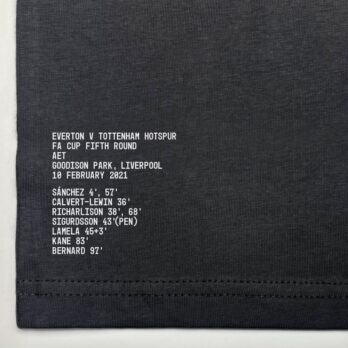 EVERTON V TOTTENHAM HOTSPUR
FA CUP FIFTH ROUND
AET
GOODISON PARK, LIVERPOOL
10 FEBRUARY 2021
SÁNCHEZ 4', 57'
CALVERT-LEWIN 36'
RICHARLISON 38', 68'
SIGURDSSON 43'(PEN)
LAMELA 45+3'
KANE 83'
BERNARD 97'